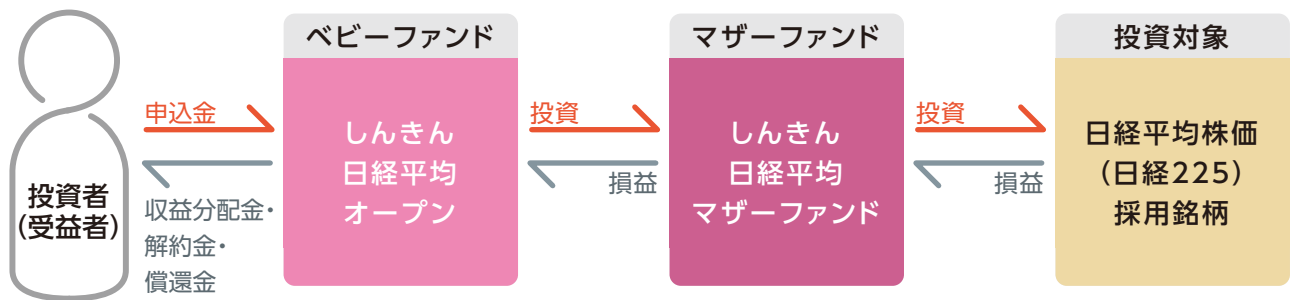 投資者
(受益者)
申込金
収益分配金・
解約金・
償還金
ベビーファンド
しんきん
日経平均
オープン
投資
損益
マザーファンド
しんきん
日経平均
マザーファンド
投資
損益
投資対象
日経平均株価
(日経225)
採用銘柄